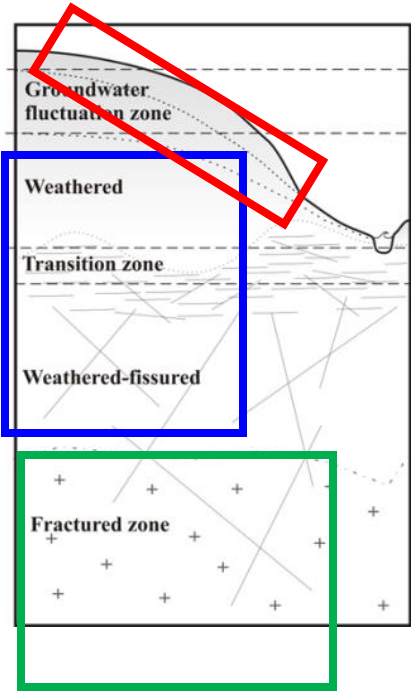 Groundwater
fluctuation zone
Weathered
Transition zone
Weathered-fissured
Fractured zone